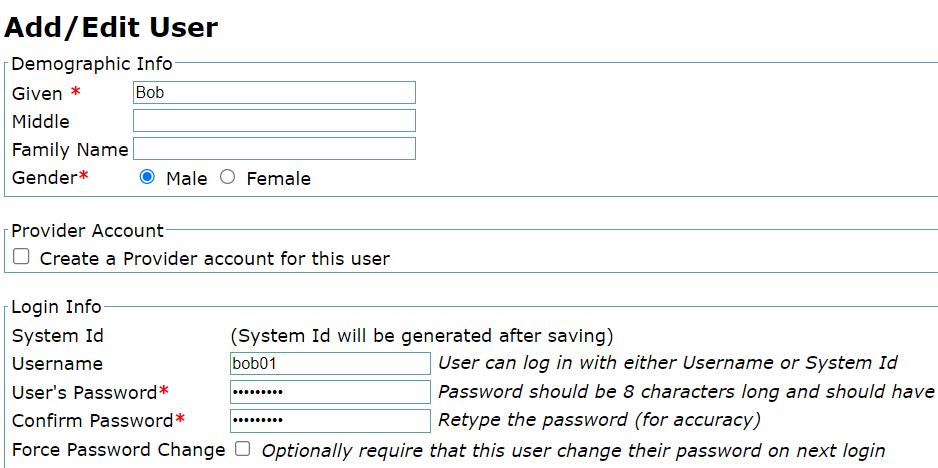 Add/Edit User
Demographic Info
Given * Bob
Middle
Family Name
Gender* Male Female
Provider Account
Create a Provider account for this user
Login Info
System Id (System Id will be generated after saving)
Username bob01 User can log in with either Username or System Id
User's Password* ••••••••• Password should be 8 characters long and should have
Confirm Password* ••••••••• Retype the password (for accuracy)
Force Password Change Optionally require that this user change their password on next login